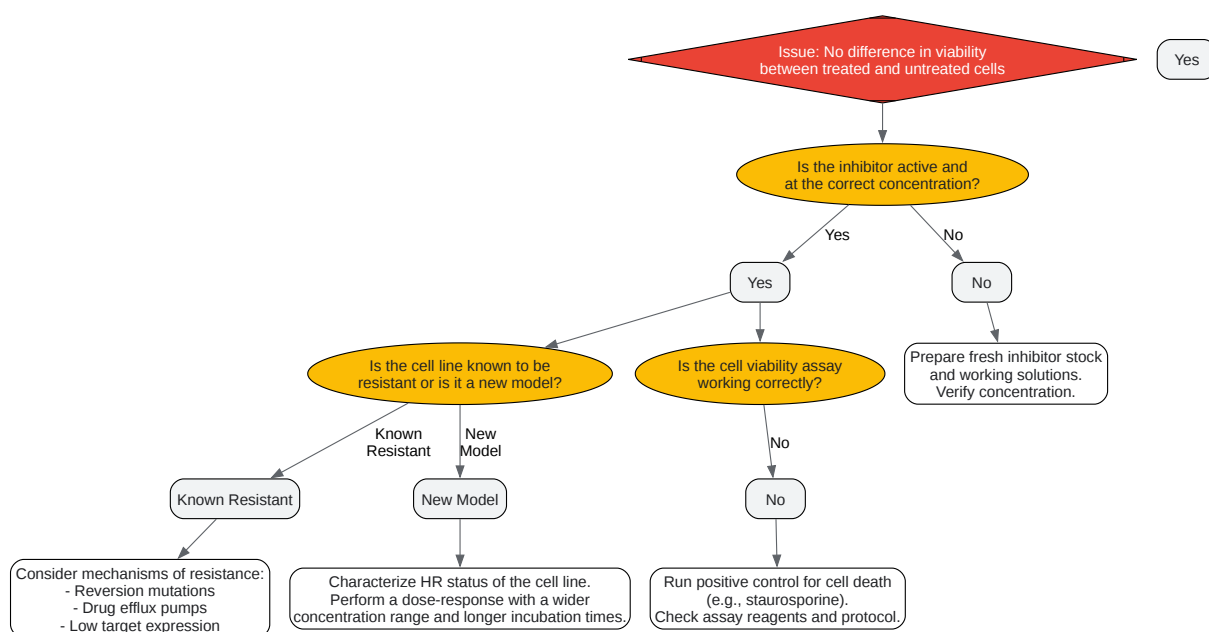 Issue: No difference in viability
between treated and untreated cells
Yes
Is the inhibitor active and
at the correct concentration?
Yes
No
Yes
No
Is the cell line known to be
resistant or is it a new model?
Is the cell viability assay
working correctly?
Prepare fresh inhibitor stock
and working solutions.
Verify concentration.
Known
Resistant
New
Model
No
Known Resistant
New Model
No
Consider mechanisms of resistance:
- Reversion mutations
- Drug efflux pumps
- Low target expression
Characterize HR status of the cell line.
Perform a dose-response with a wider
concentration range and longer incubation times.
Run positive control for cell death
(e.g., staurosporine).
Check assay reagents and protocol.